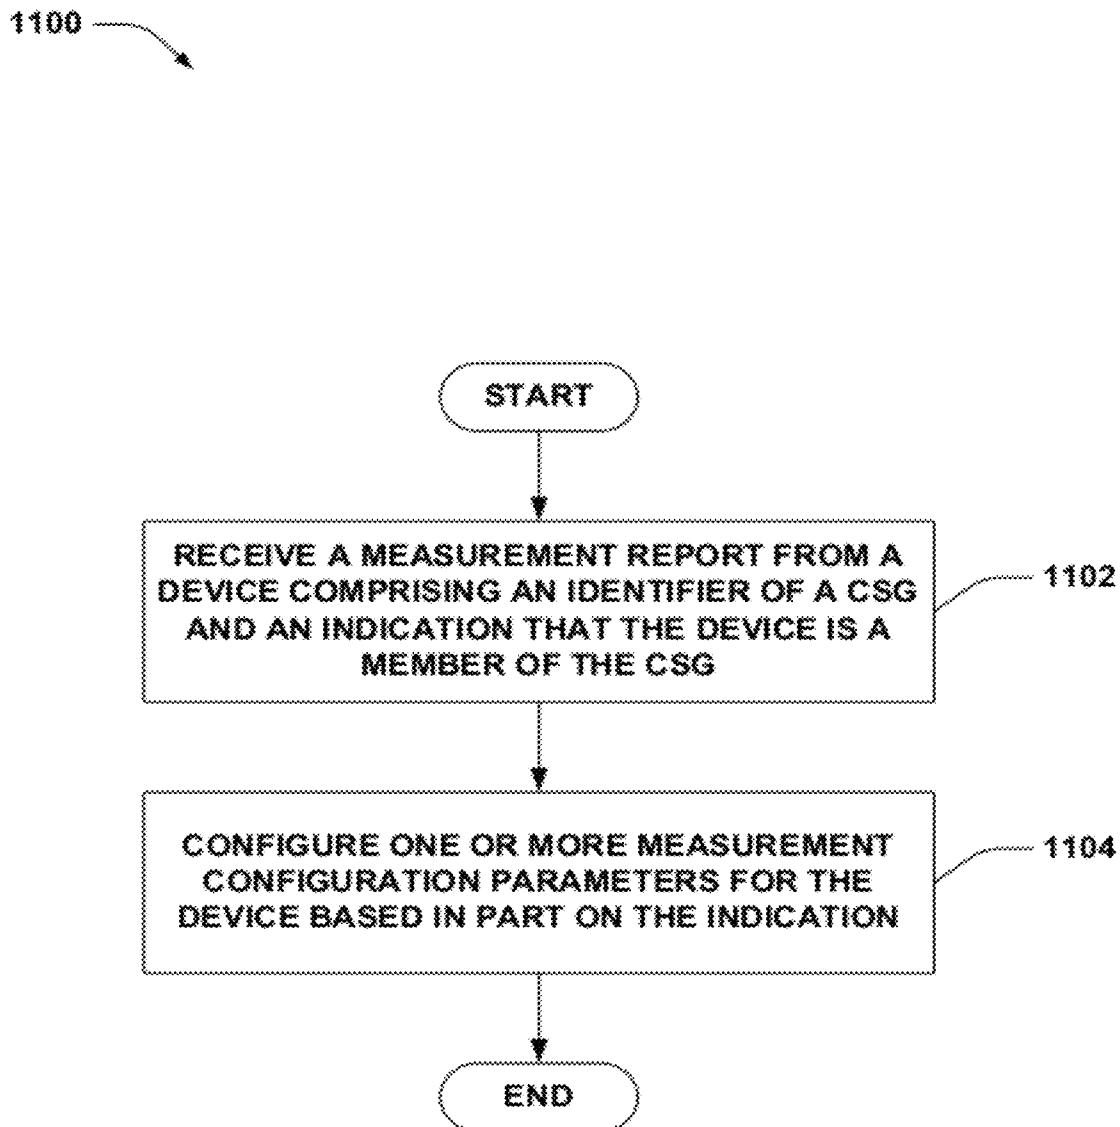 1100
START
RECEIVE A MEASUREMENT REPORT FROM A
DEVICE COMPRISING AN IDENTIFIER OF A CSG
AND AN INDICATION THAT THE DEVICE IS A
MEMBER OF THE CSG
1102
CONFIGURE ONE OR MORE MEASUREMENT
CONFIGURATION PARAMETERS FOR THE
DEVICE BASED IN PART ON THE INDICATION
1104
END